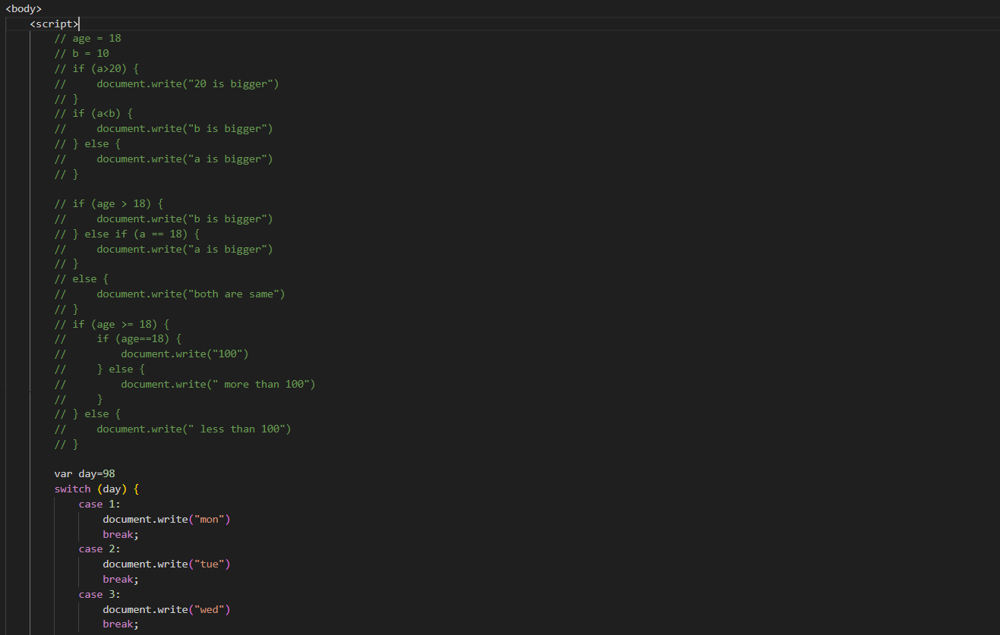 <body>
    <script>
        // age = 18
        // b = 10
        // if (a>20) {
        //     document.write("20 is bigger")
        // }
        // if (a<b) {
        //     document.write("b is bigger")
        // } else {
        //     document.write("a is bigger")
        // }

        // if (age > 18) {
        //     document.write("b is bigger")
        // } else if (a == 18) {
        //     document.write("a is bigger")
        // }
        // else {
        //     document.write("both are same")
        // }
        // if (age >= 18) {
        //     if (age==18) {
        //         document.write("100")
        //     } else {
        //         document.write(" more than 100")
        //     }
        // } else {
        //     document.write(" less than 100")
        // }

        var day=98
        switch (day) {
            case 1:
                document.write("mon")
                break;
            case 2:
                document.write("tue")
                break;
            case 3:
                document.write("wed")
                break;